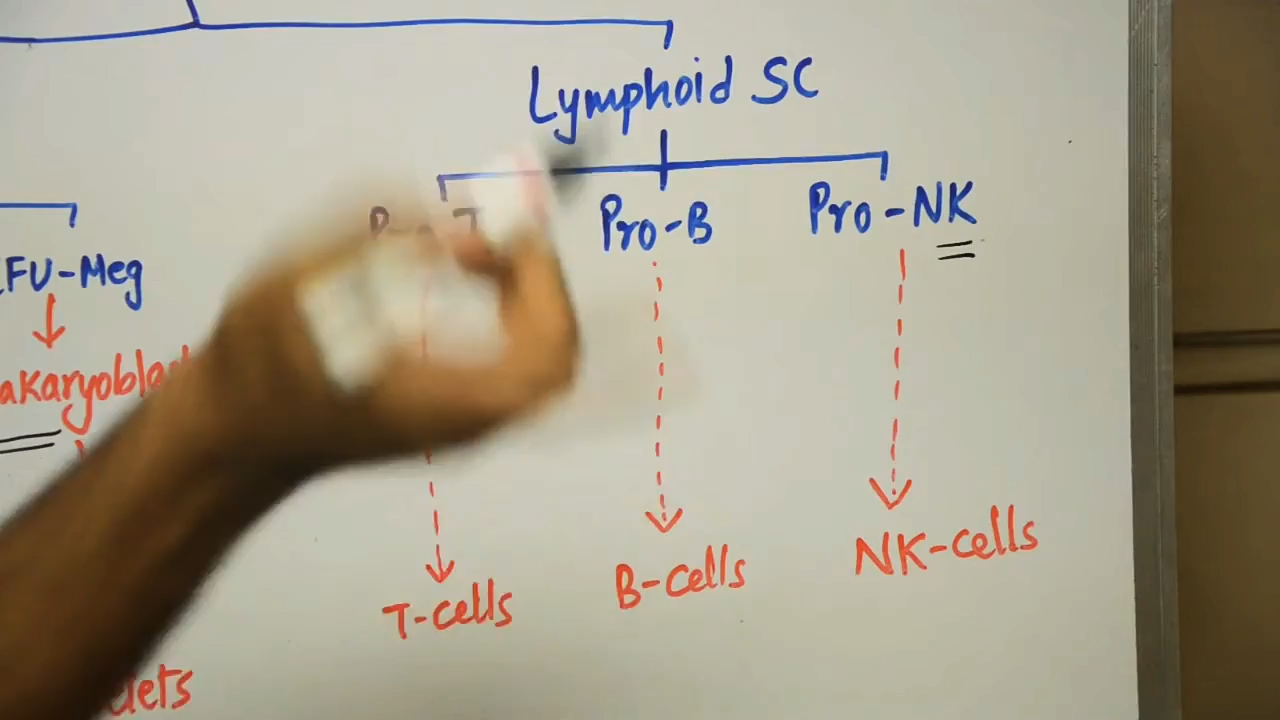 Lymphoid SC
Pro-B
Pro-NK
FU-Meg
akaryoblas
T-cells
B-cells
NK-cells
lets